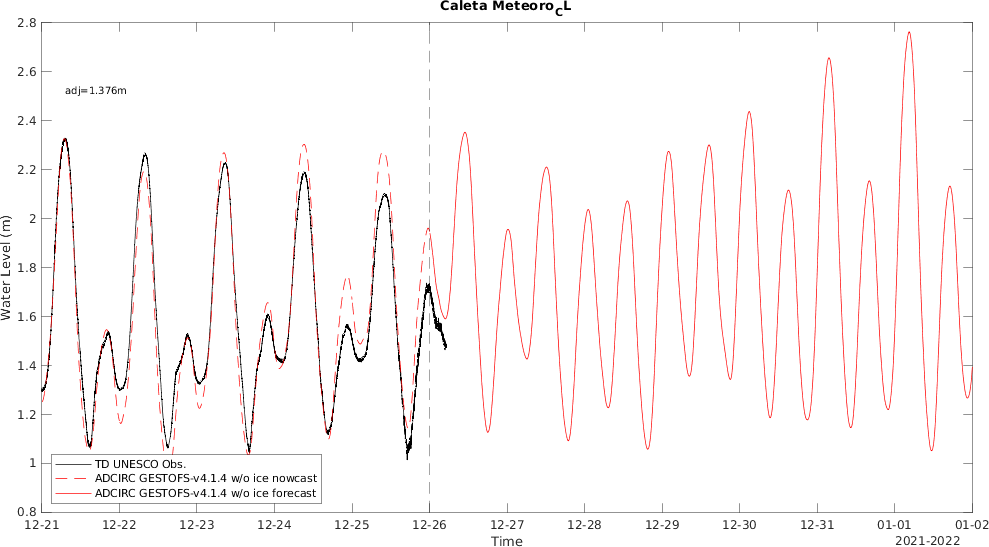 Caleta MeteoroCL
2.8
2.6
adj=1.376m
2.4
2.2
2
1.8
Water Level (m)
1.6
1.4
1.2
1
TD UNESCO Obs.
ADCIRC GESTOFS-v4.1.4 w/o ice nowcast
ADCIRC GESTOFS-v4.1.4 w/o ice forecast
0.8
12-21 12-22 12-23 12-24 12-25 12-26 12-27 12-28 12-29 12-30 12-31 01-01 01-02
Time
2021-2022